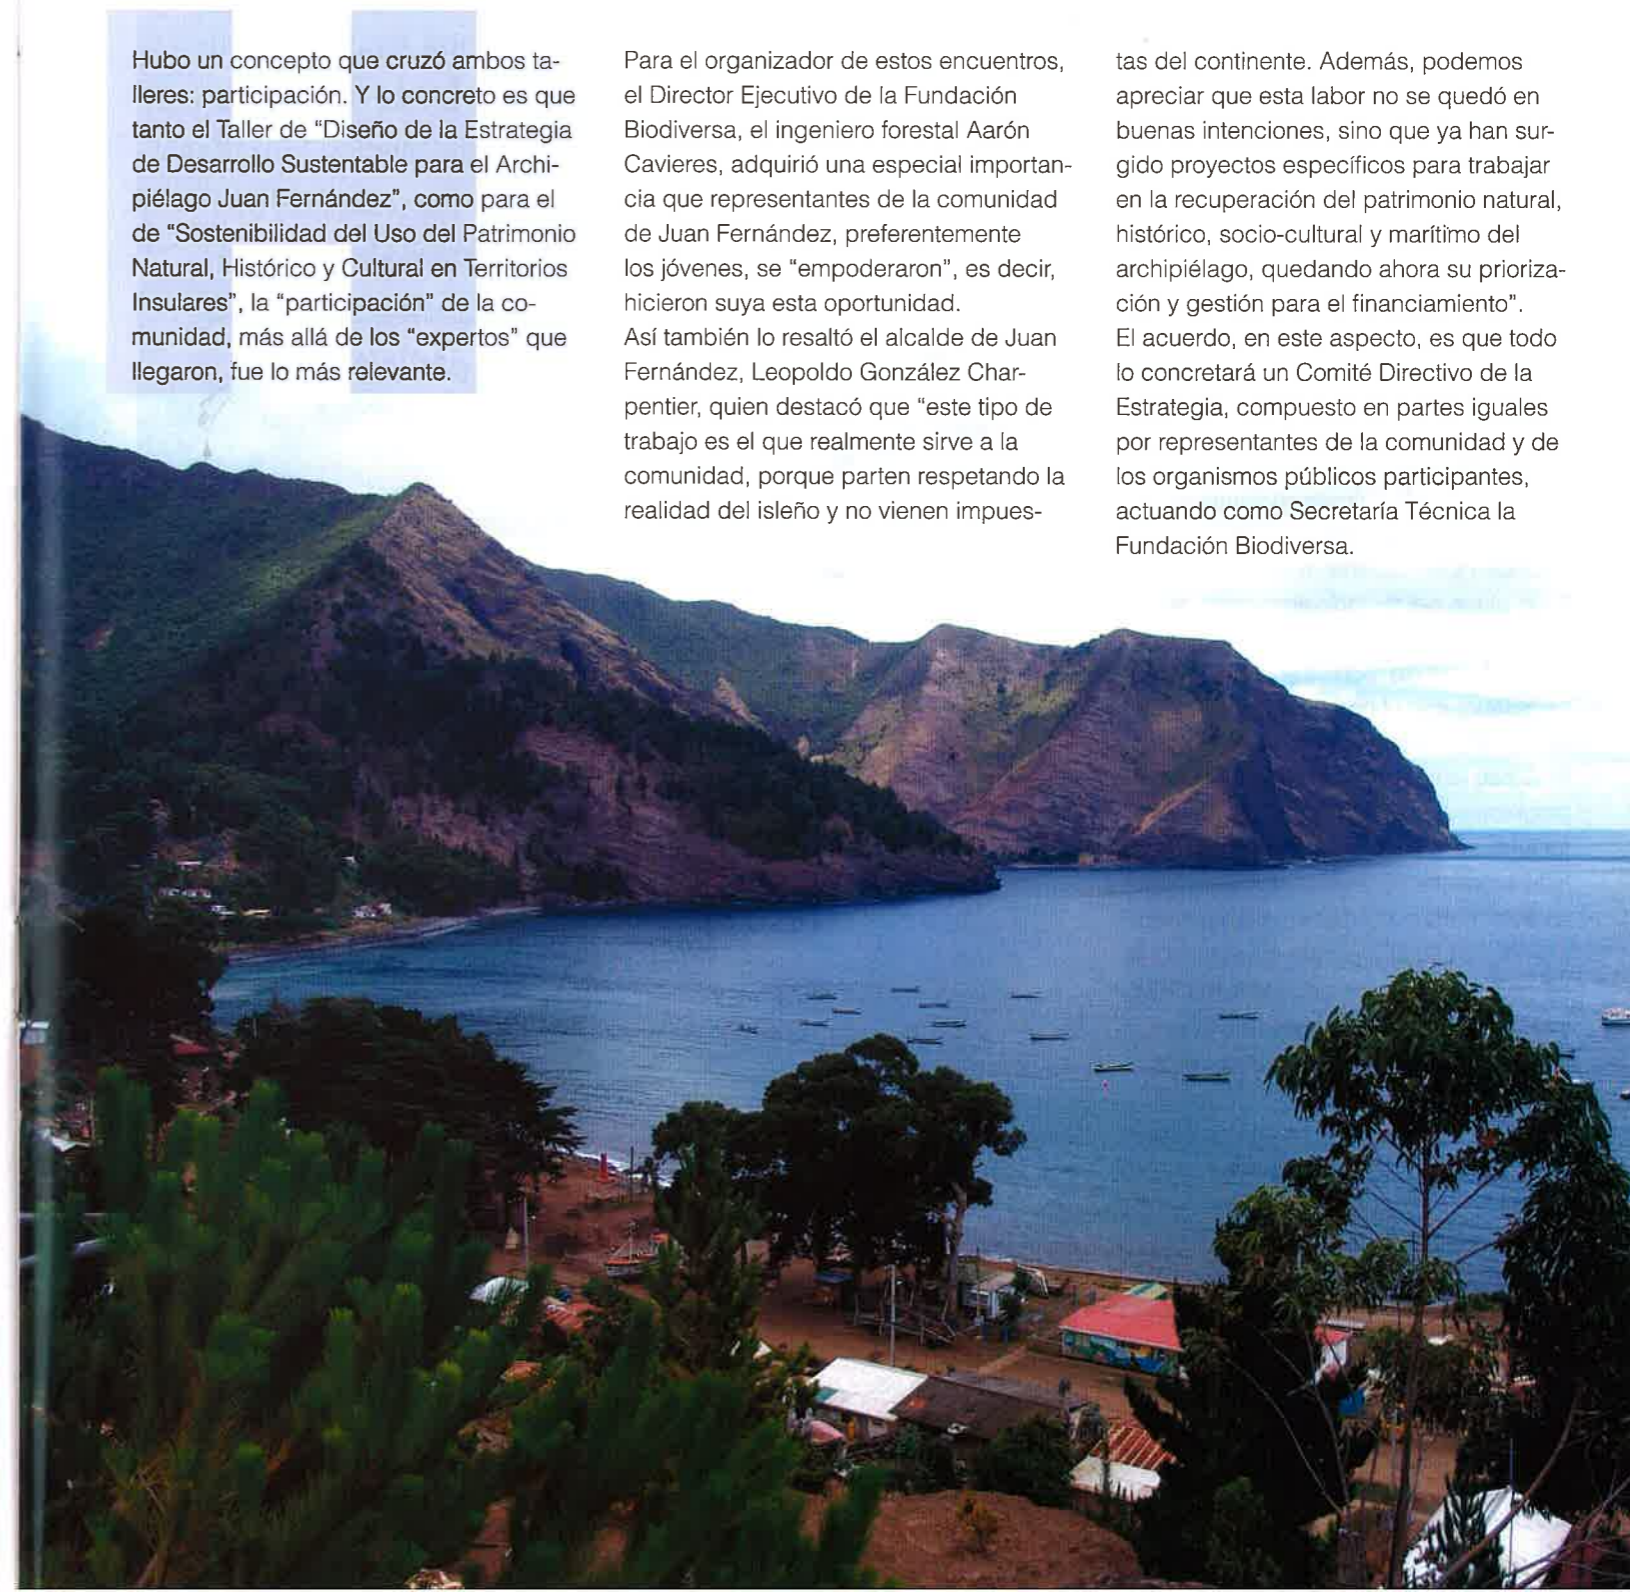 Hubo un concepto que cruzó ambos ta-
lleres: participación. Y lo concreto es que
tanto el Taller de “Diseño de la Estrategia
de Desarrollo Sustentable para el Archi-
piélago Juan Fernández”, como para el
de “Sostenibilidad del Uso del Patrimonio
Natural, Histórico y Cultural en Territorios
Insulares”, la “participación” de la co-
munidad, más allá de los “expertos” que
llegaron, fue lo más relevante.
Para el organizador de estos encuentros,
el Director Ejecutivo de la Fundación
Biodiversa, el ingeniero forestal Aarón
Cavieres, adquirió una especial importan-
cia que representantes de la comunidad
de Juan Fernández, preferentemente
los jóvenes, se “empoderaron”, es decir,
hicieron suya esta oportunidad.
Así también lo resaltó el alcalde de Juan
Fernández, Leopoldo González Char-
pentier, quien destacó que “este tipo de
trabajo es el que realmente sirve a la
comunidad, porque parten respetando la
realidad del isleño y no vienen impues-
tas del continente. Además, podemos
apreciar que esta labor no se quedó en
buenas intenciones, sino que ya han sur-
gido proyectos específicos para trabajar
en la recuperación del patrimonio natural,
histórico, socio-cultural y marítimo del
archipiélago, quedando ahora su prioriza-
ción y gestión para el financiamiento”.
El acuerdo, en este aspecto, es que todo
lo concretará un Comité Directivo de la
Estrategia, compuesto en partes iguales
por representantes de la comunidad y de
los organismos públicos participantes,
actuando como Secretaría Técnica la
Fundación Biodiversa.